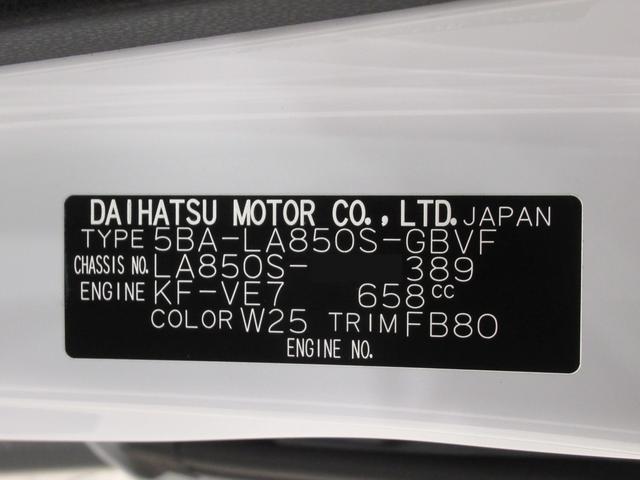 DAIHATSU MOTOR CO., LTD. JAPAN
TYPE 5BA-LA850S-GBVF
CHASSIS NO. LA850S- 389
ENGINE KF-VE7 658cc
COLOR W25 TRIM FB80
ENGINE NO.